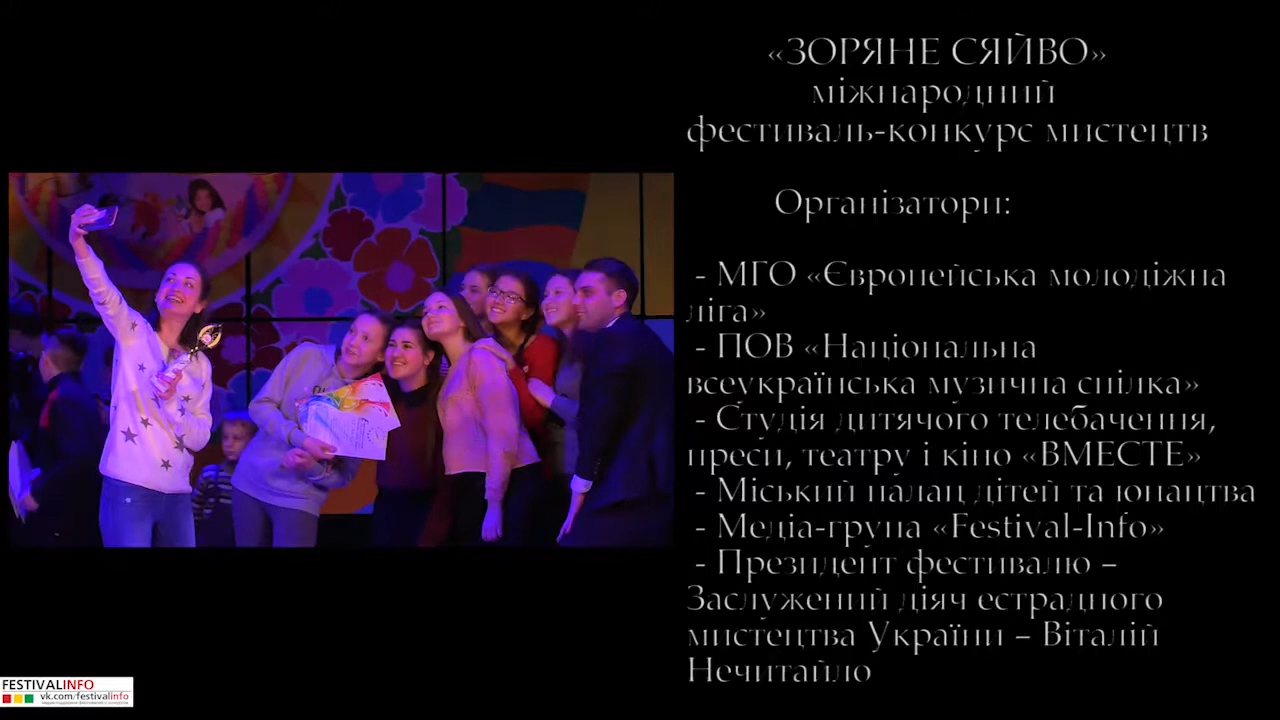 «ЗОРЯНЕ СЯЙВО»
міжнародний
фестиваль-конкурс мистецтв
Організатори:
- МГО «Європейська молодіжна
ліга»
- ПОВ «Національна
всеукраїнська музична спілка»
- Студія дитячого телебачення,
преси, театру і кіно «ВМЕСТЕ»
- Міський палац дітей та юнацтва
- Медіа-група «Festival-Info»
- Президент фестивалю –
Заслужений діяч естрадного
мистецтва України – Віталій
Нечитайло
FESTIVALINFO
vk.com/festivalinfo